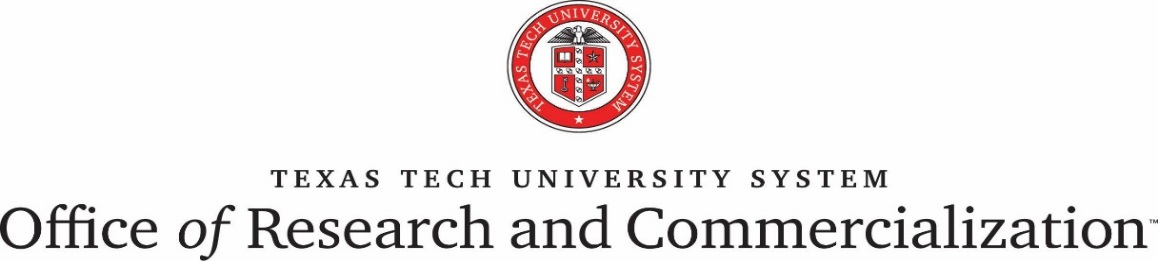 TEXAS TECH UNIVERSITY SYSTEM
TEXAS TECH UNIVERSITY SYSTEM
Office of Research and Commercialization™